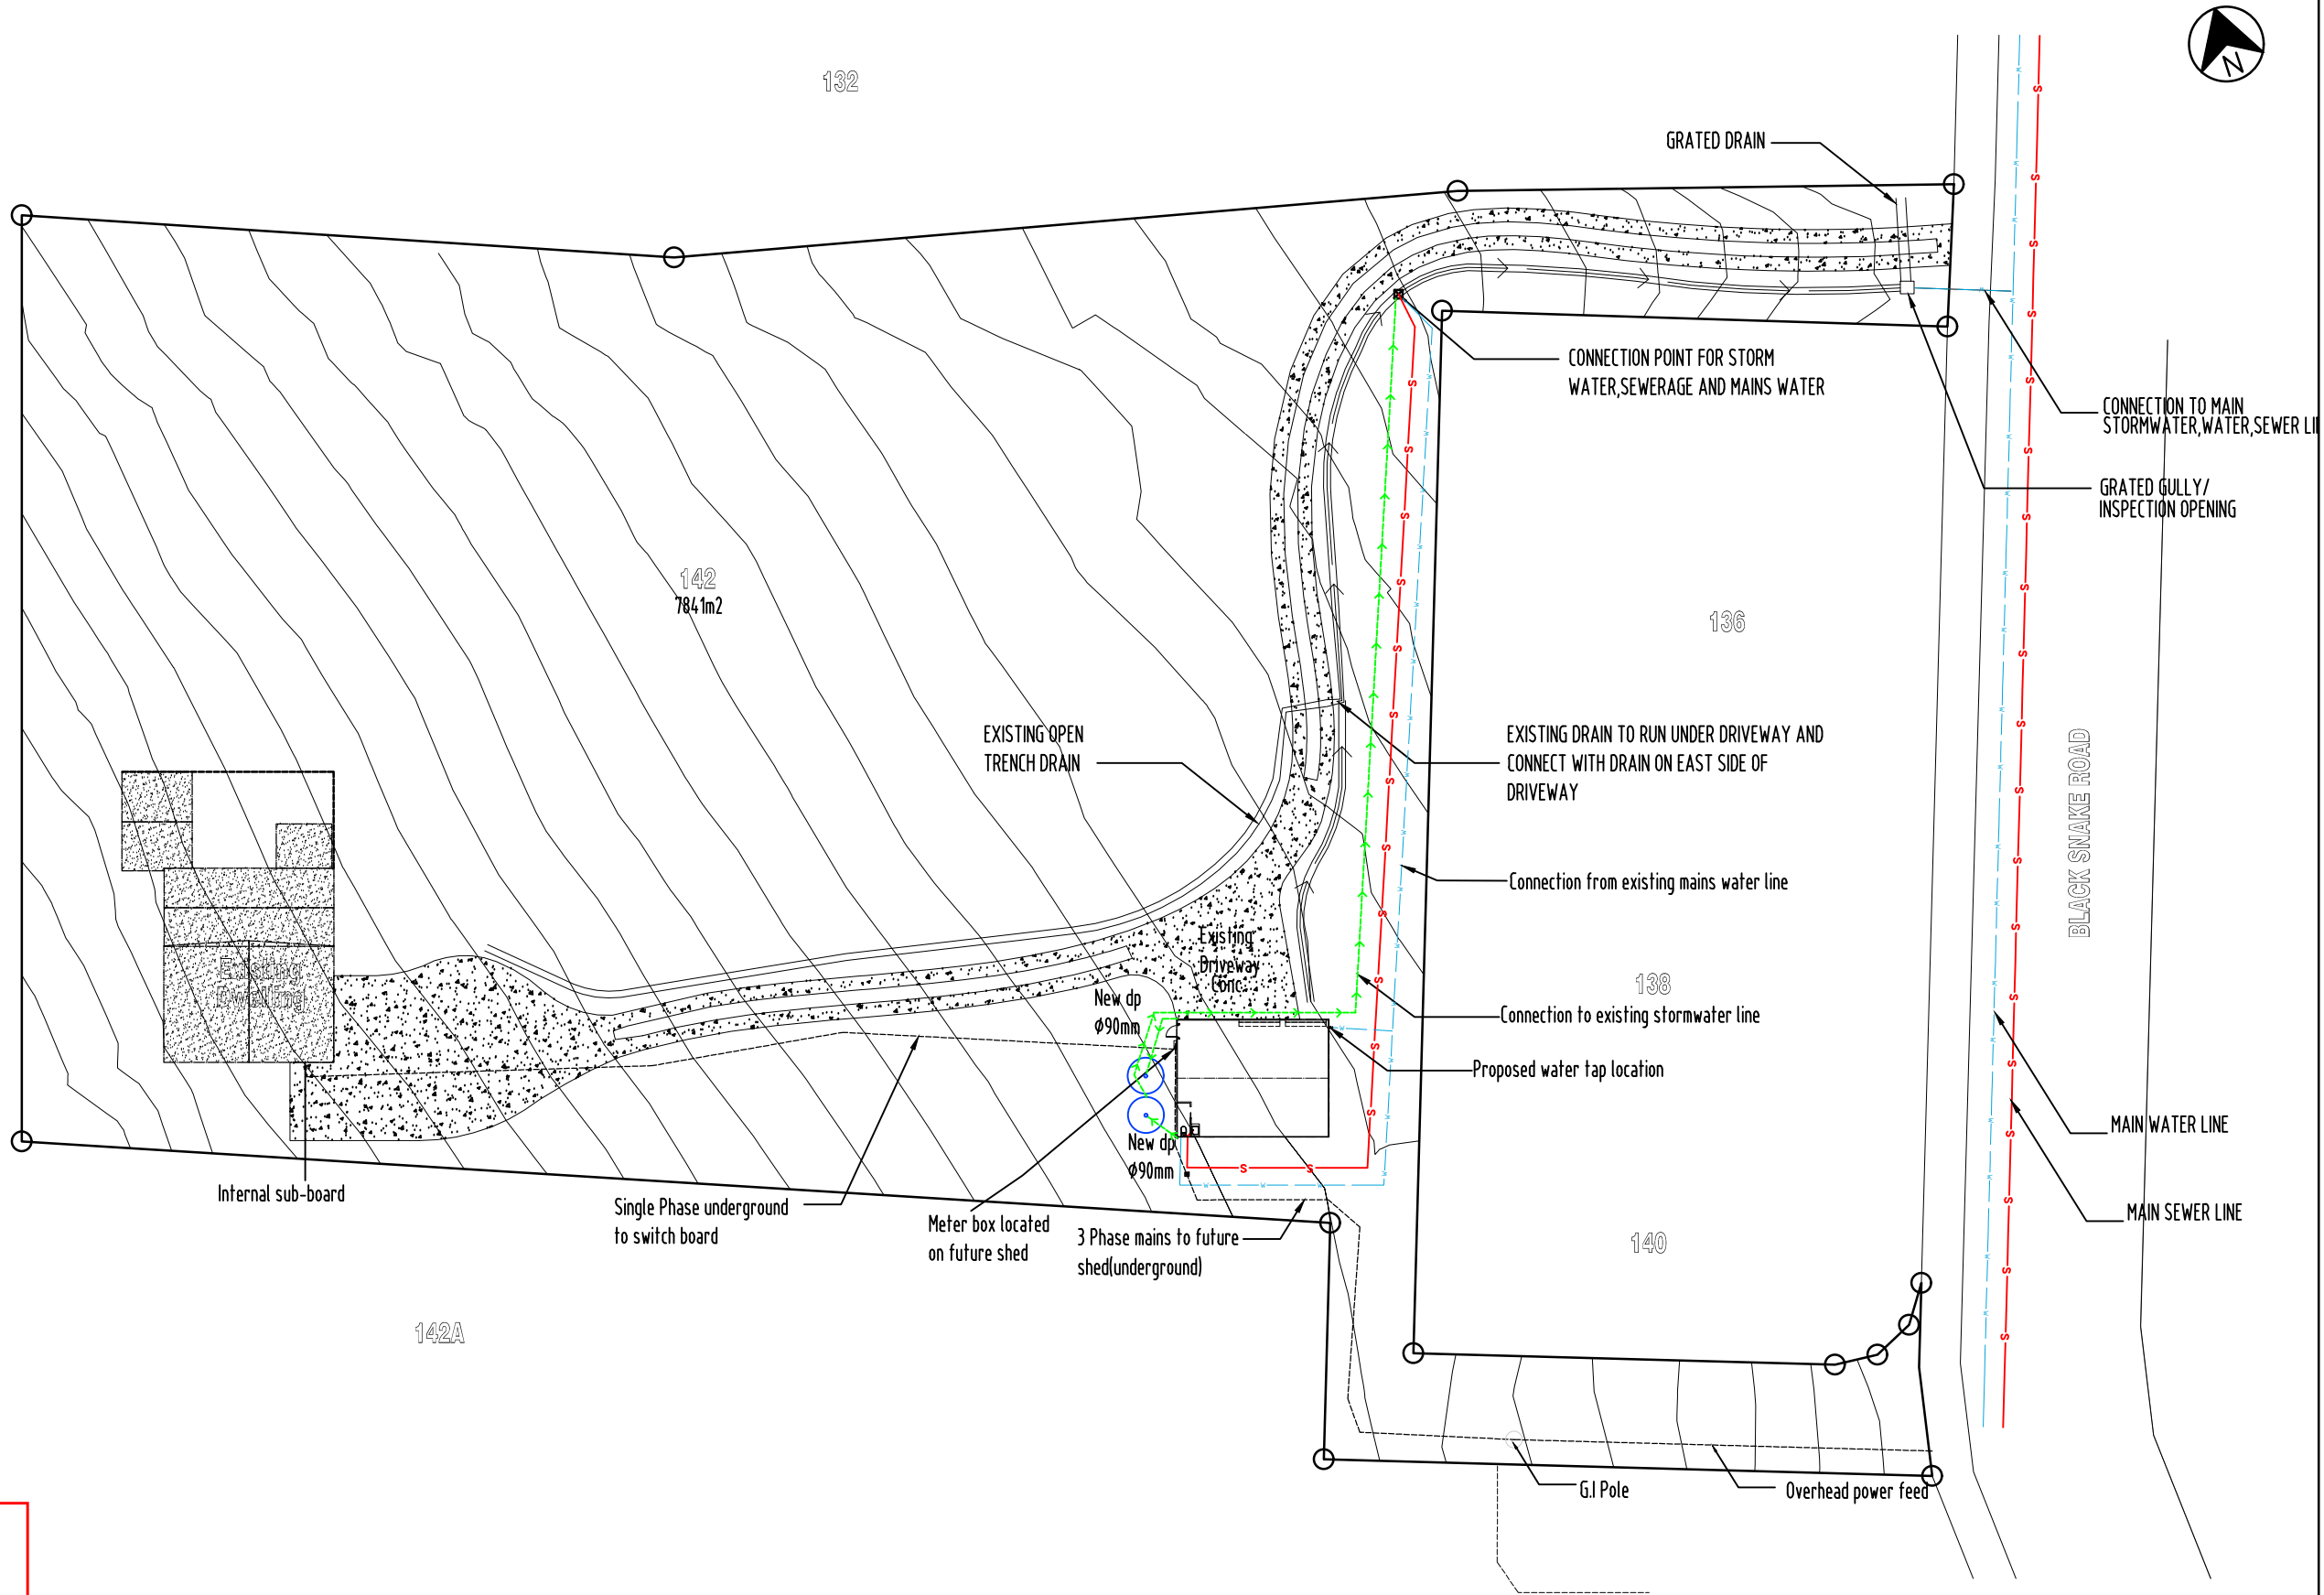 132
N
GRATED DRAIN
CONNECTION POINT FOR STORM
WATER,SEWERAGE AND MAINS WATER
CONNECTION TO MAIN
STORMWATER,WATER,SEWER
GRATED GULLY/
INSPECTION OPENING
142
7841m2
136
EXISTING OPEN
TRENCH DRAIN
EXISTING DRAIN TO RUN UNDER DRIVEWAY AND
CONNECT WITH DRAIN ON EAST SIDE OF
DRIVEWAY
BLACK SNAKE ROAD
Connection from existing mains water line
Existing
Driveway
Conc.
Existing
Dwelling
138
New dp
Ø90mm
Connection to existing stormwater line
Proposed water tap location
MAIN WATER LINE
New dp
Ø90mm
Internal sub-board
Single Phase underground
to switch board
Meter box located
on future shed
3 Phase mains to future
shed(underground)
MAIN SEWER LINE
140
142A
G.I Pole
Overhead power feed